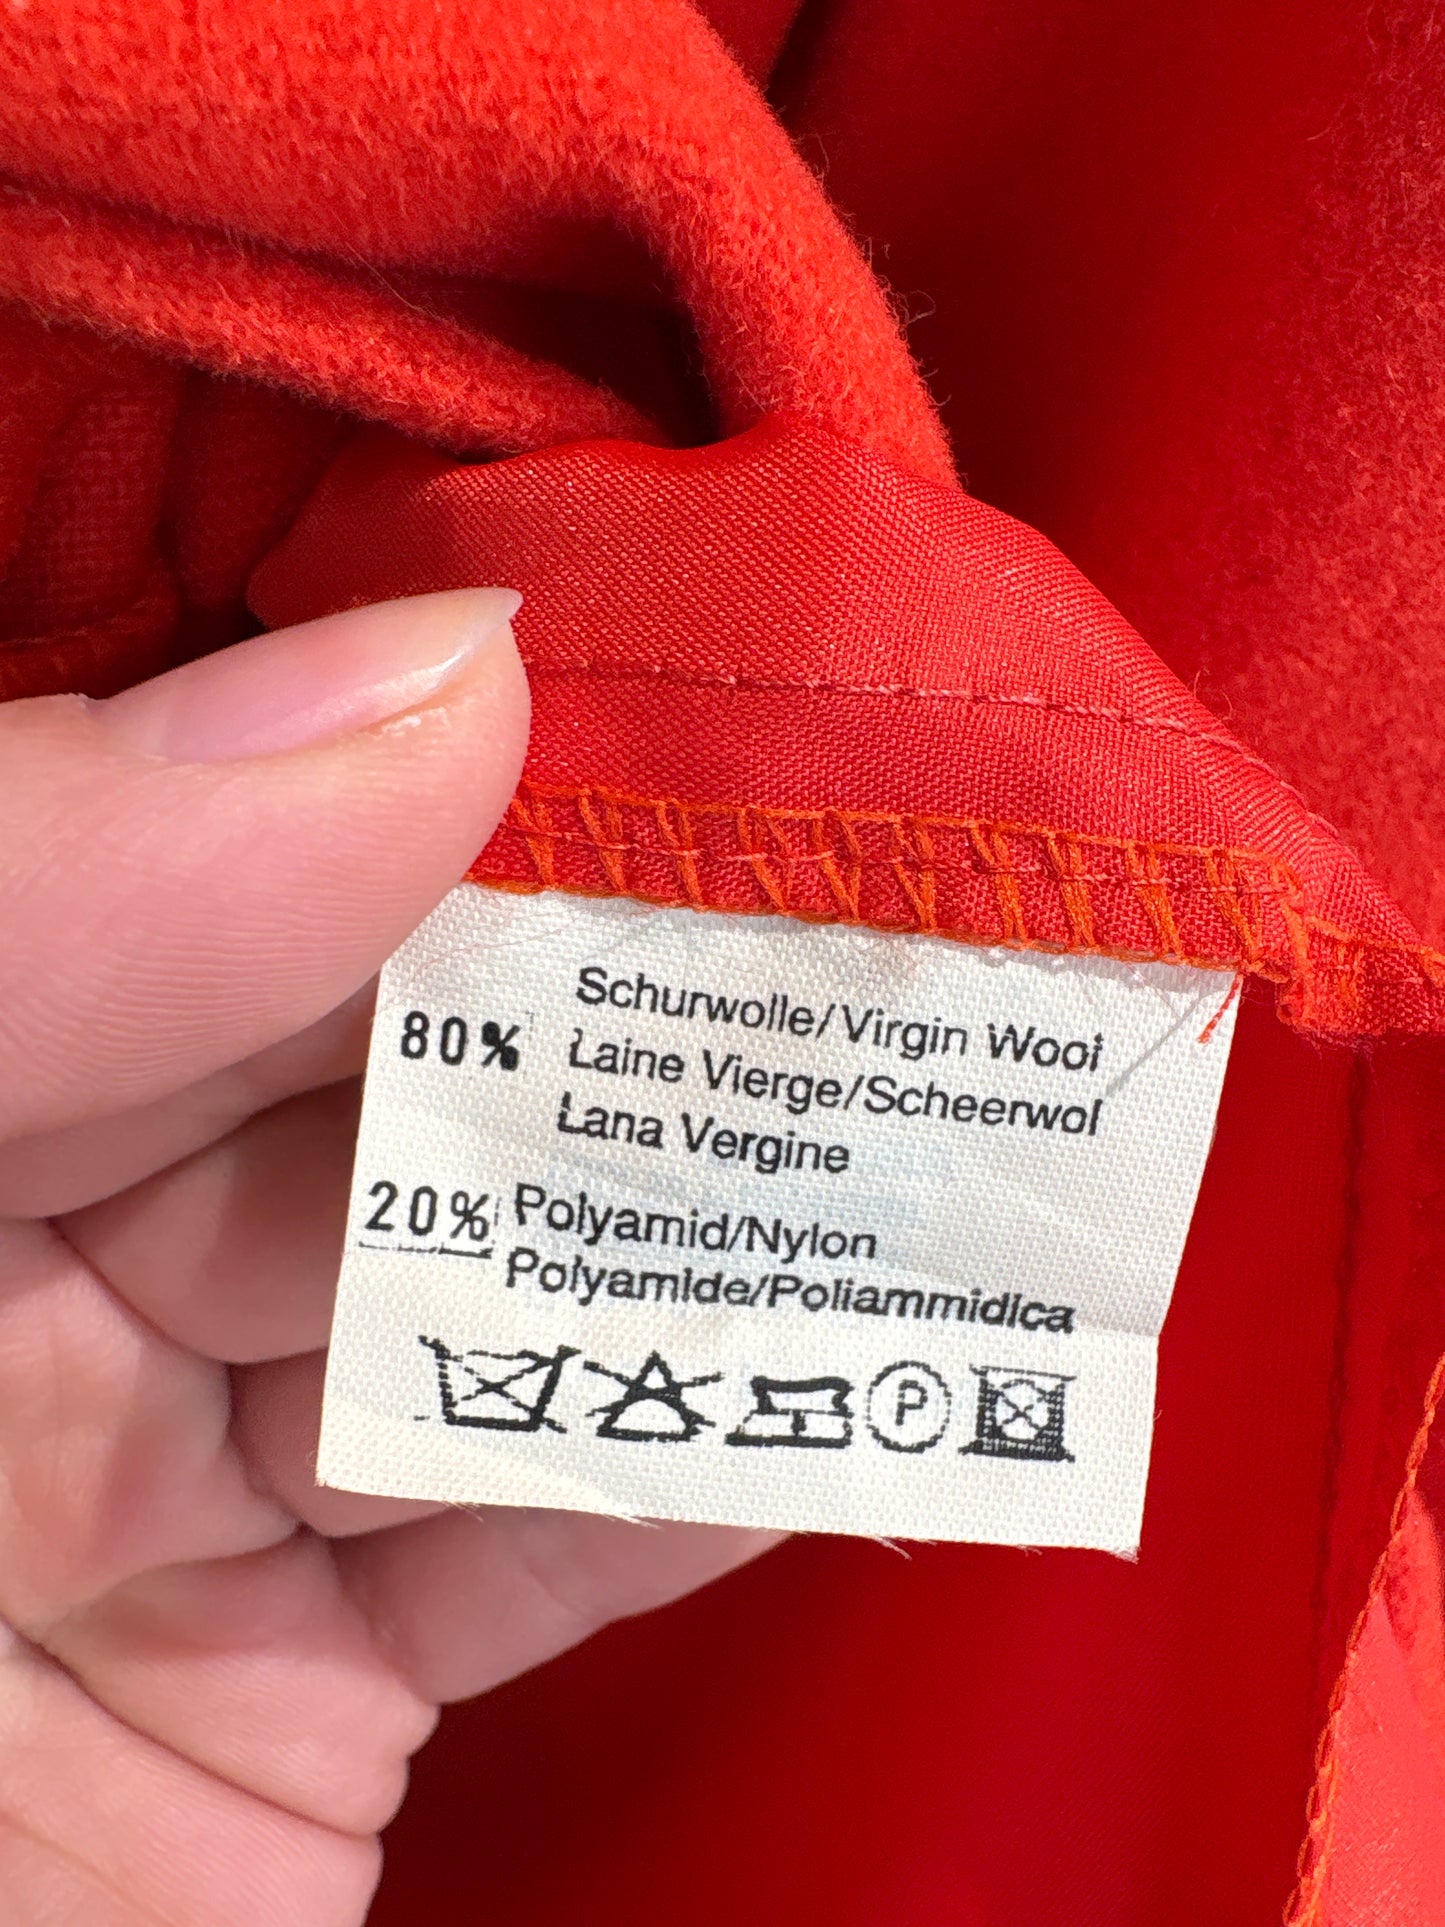 80% Schurwolle/Virgin Wool
Laine Vierge/Scheerwol
Lana Vergine
20% Polyamid/Nylon
Polyamide/Poliammidica
P